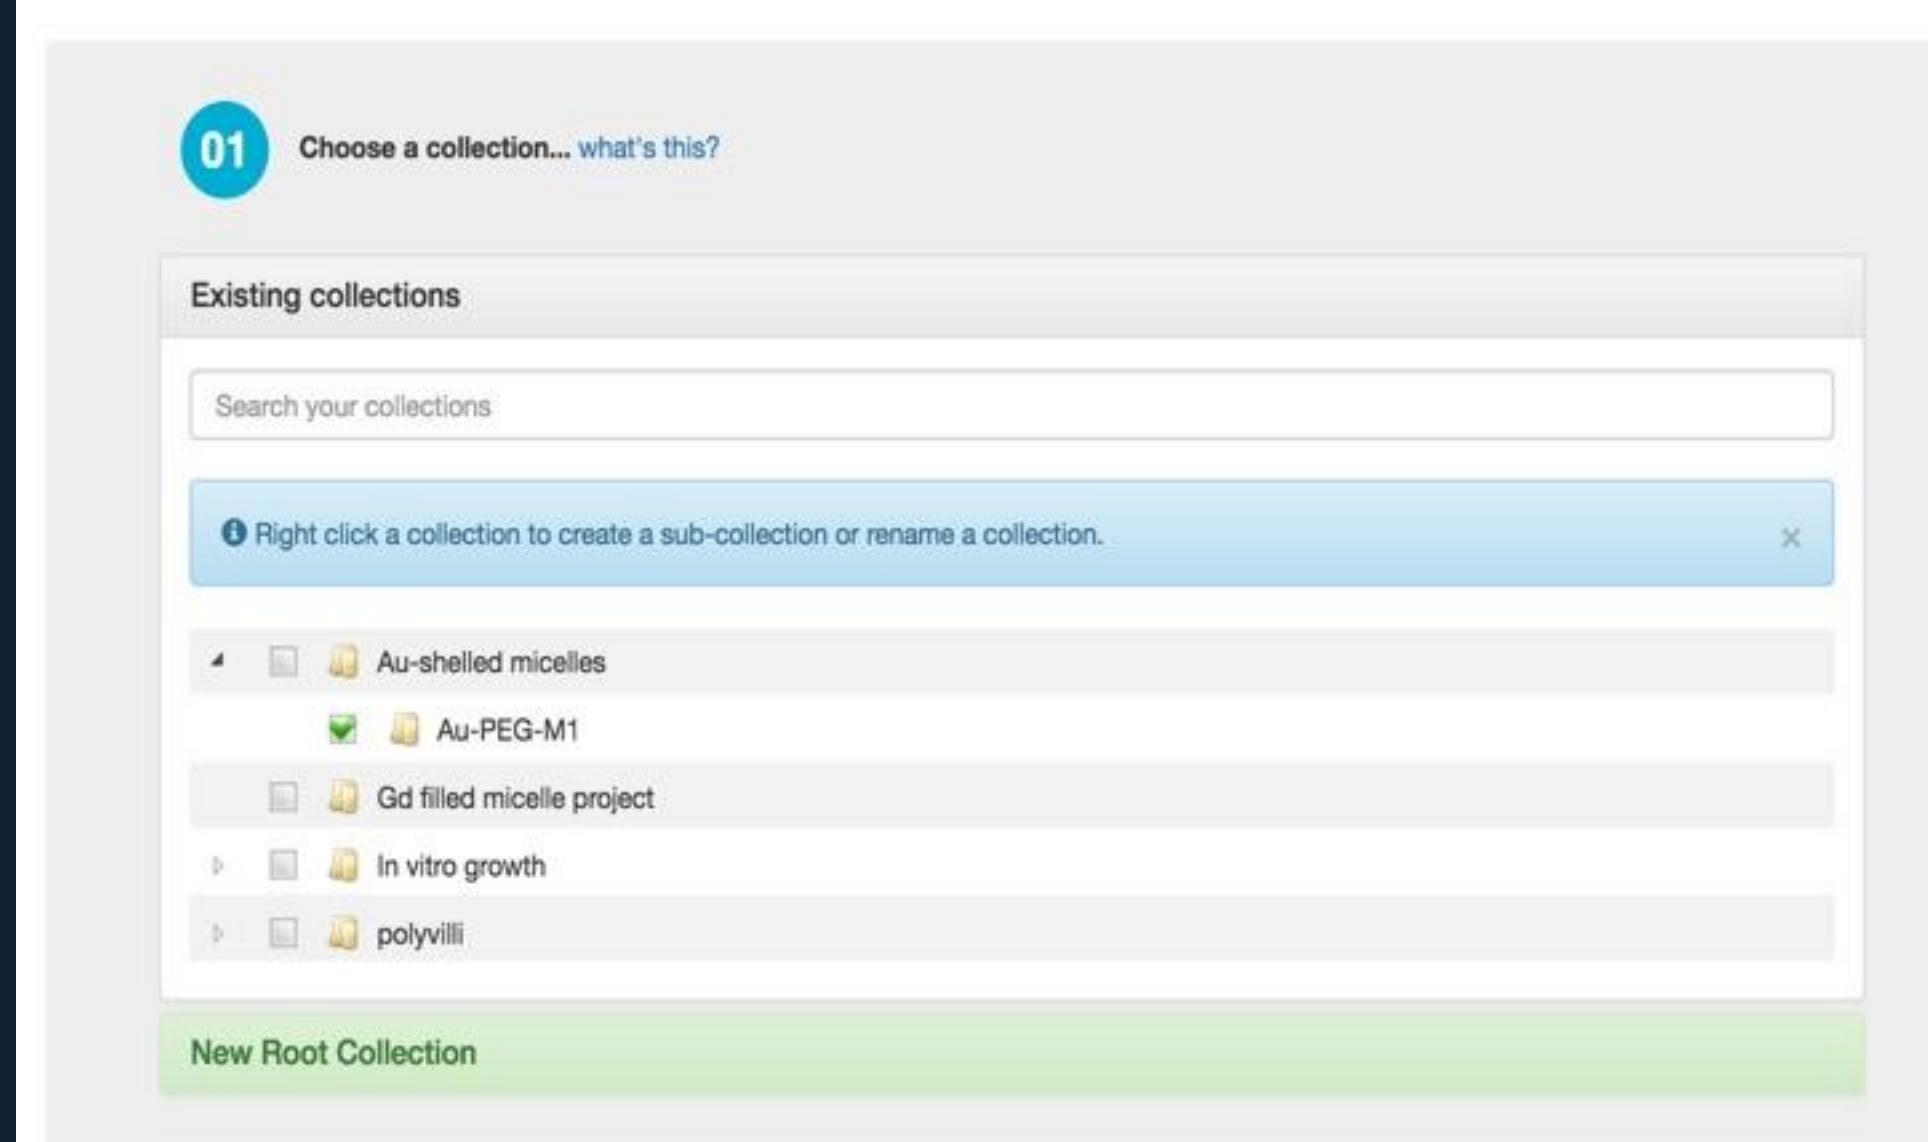 01
Choose a collection... what's this?
Existing collections
Search your collections
Right click a collection to create a sub-collection or rename a collection.
Au-shelled micelles
Au-PEG-M1
Gd filled micelle project
In vitro growth
polyvilli
New Root Collection